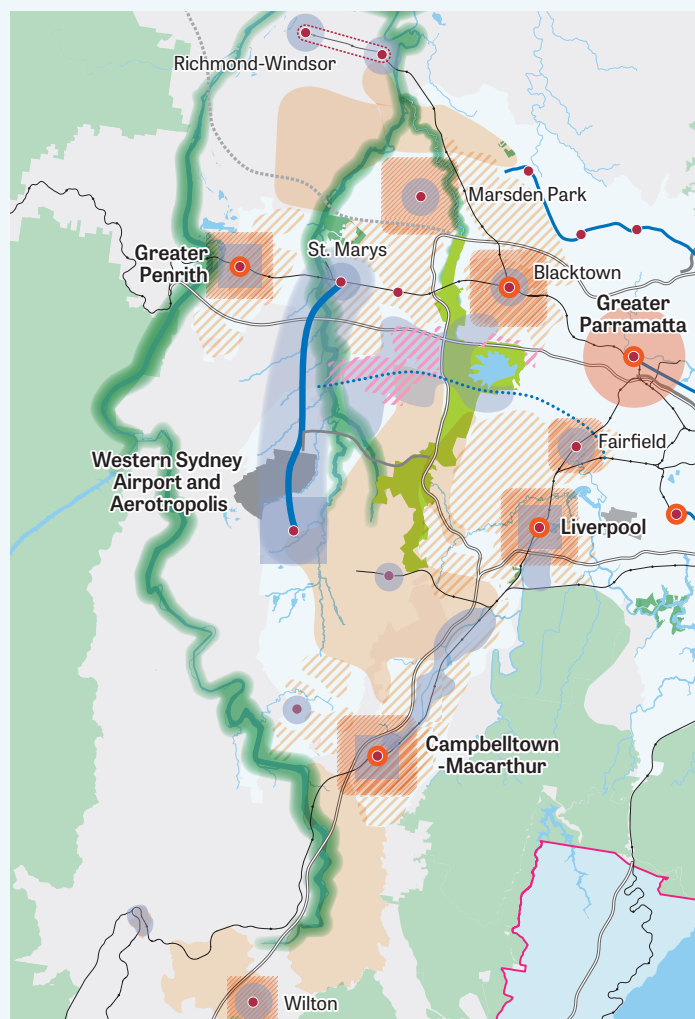 Richmond-Windsor
Marsden Park
Greater
Penrith
St. Marys
Blacktown
Greater
Parramatta
Fairfield
Western Sydney
Airport and
Aerotropolis
Liverpool
Campbelltown
-Macarthur
Wilton